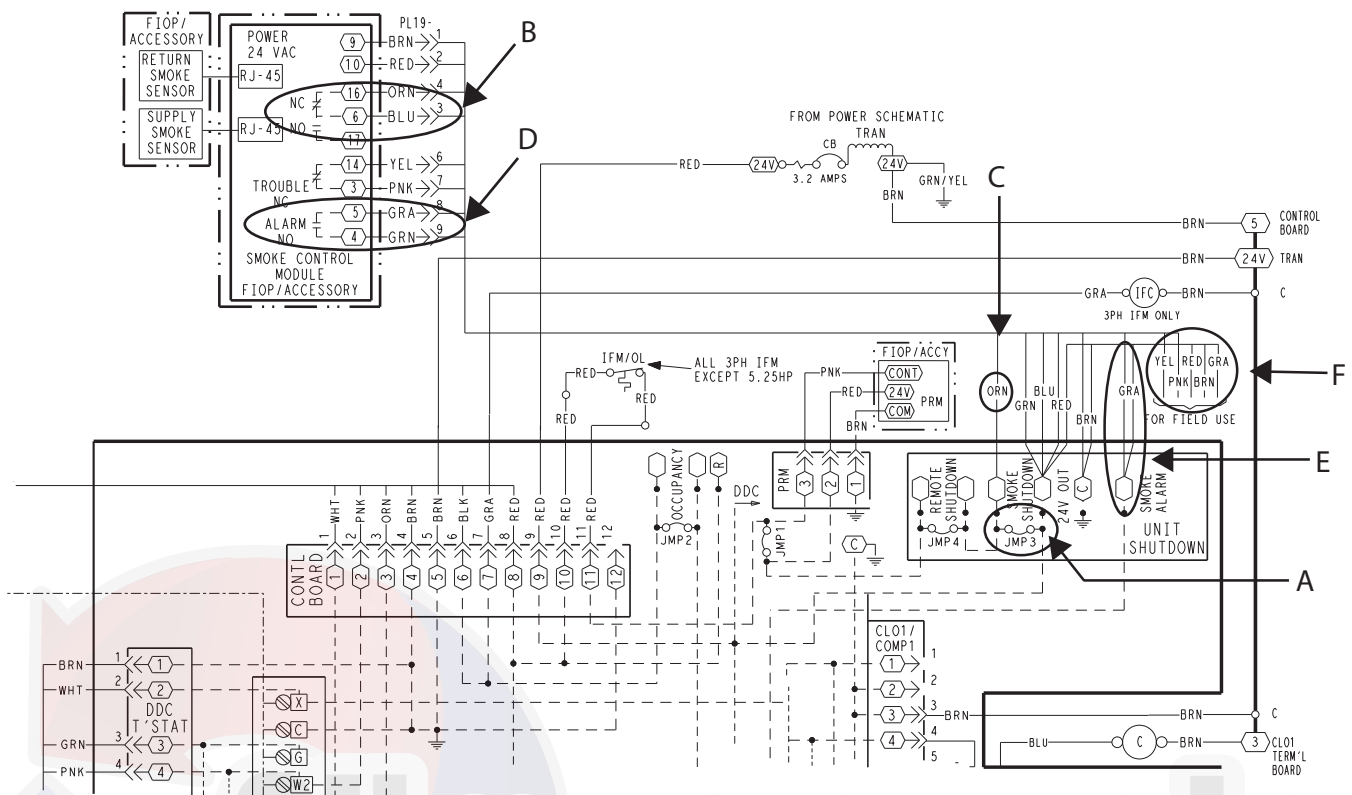 FIOP/
ACCESSORY
RETURN
SMOKE
SENSOR
SUPPLY
SMOKE
SENSOR
POWER
24 VAC
RJ-45
RJ-45
NC
NO
TROUBLE
NC
ALARM
NO
SMOKE CONTROL
MODULE
FIOP/ACCESSORY
PL19-
9 BRN 1
10 RED 2
16 ORN 4
6 BLU 3
17
14 YEL 6
3 PNK 7
5 GRA 8
4 GRN 9
B
D
FROM POWER SCHEMATIC
TRAN
CB
RED
24V
3.2 AMPS
24V
GRN/YEL
BRN
C
BRN
5
CONTROL
BOARD
BRN
24V
TRAN
GRA
IFC
BRN
C
3PH IFM ONLY
IFM/OL
RED
RED
RED
ALL 3PH IFM
EXCEPT 5.25HP
FIOP/ACCY
PNK
CONT
RED
24V
PRM
COM
BRN
ORN
GRN
BLU
RED
BRN
GRA
YEL RED GRA
PNK BRN
FOR FIELD USE
F
E
A
WHT 1
PNK 2
ORN 3
BRN 4
BRN 5
BLK 6
GRA 7
RED 8
RED 9
RED 10
RED 11
12
CONTL
BOARD
1 2 3 4 5 6 7 8 9 10 11 12
OCCUPANCY
R
JMP2
DDC
JMP1
PRM
3 2 1
C
REMOTE
SHUTDOWN
SMOKE
SHUTDOWN
24V OUT
C
SMOKE
ALARM
JMP4
JMP3
UNIT
SHUTDOWN
BRN 1 1
WHT 2 2
DDC
T'STAT
GRN 3 3
PNK 4 4
X
C
G
W2
CLO1/
COMP1
1 1
2 2
3 3 BRN
4 4
5
BRN
C
BLU
C
BRN
3
CLO1
TERM'L
BOARD